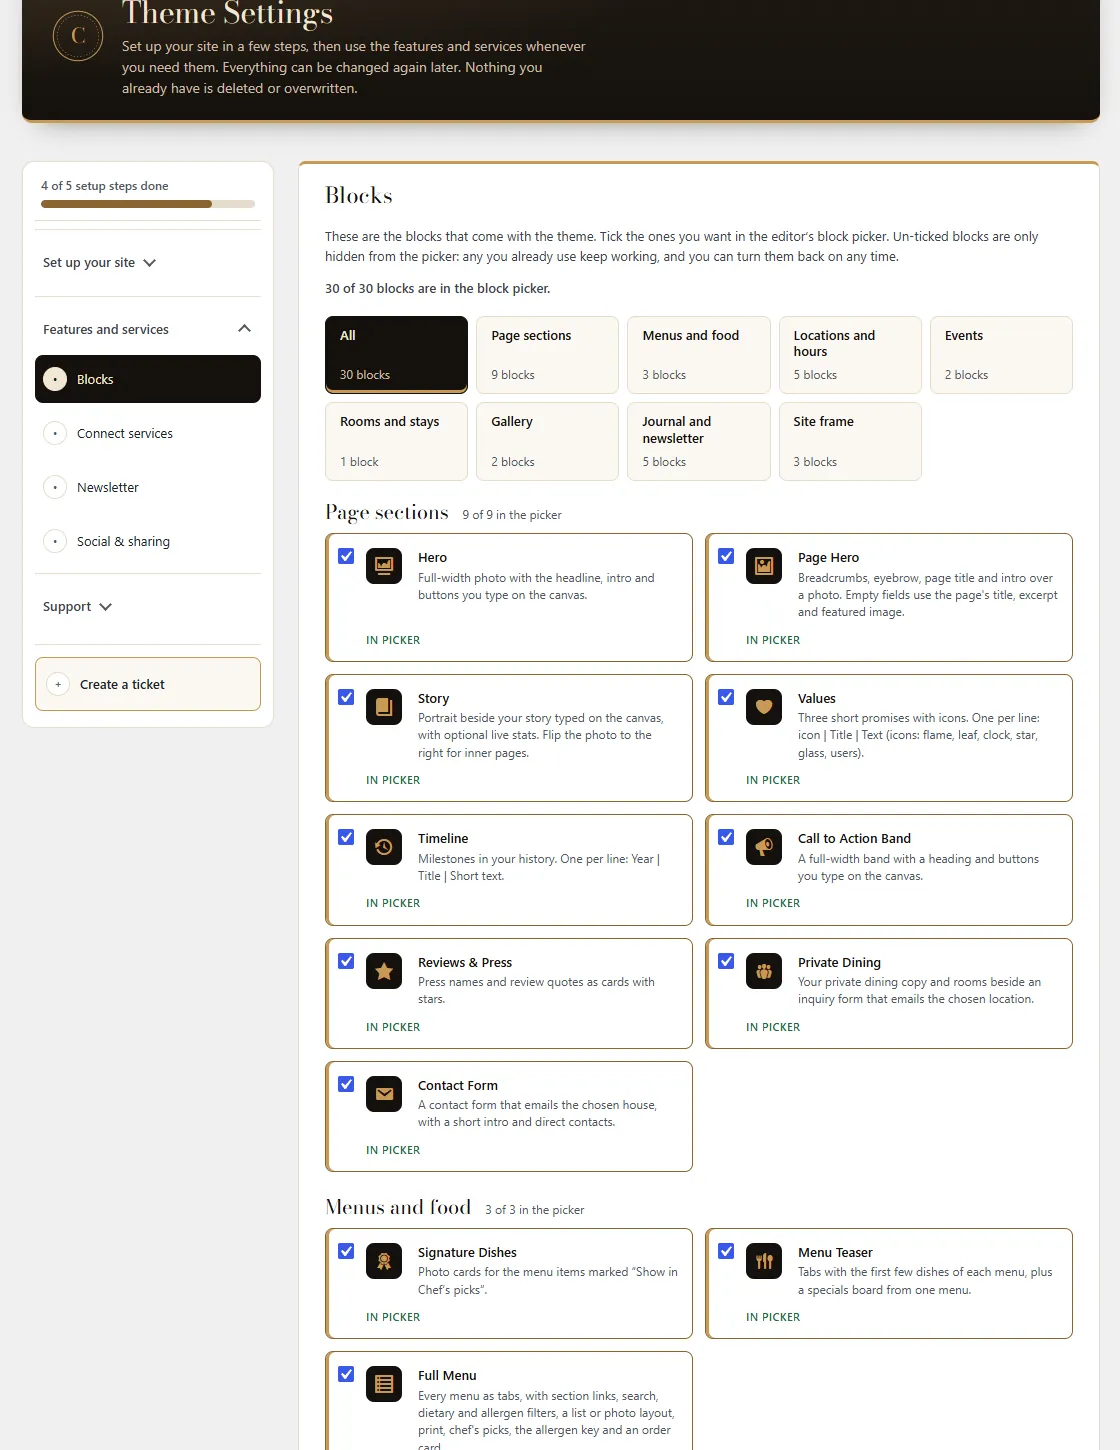 C
Theme Settings
Set up your site in a few steps, then use the features and services whenever
you need them. Everything can be changed again later. Nothing you
already have is deleted or overwritten.
4 of 5 setup steps done
Set up your site
Features and services
Blocks
Connect services
Newsletter
Social & sharing
Support
+ Create a ticket
Blocks
These are the blocks that come with the theme. Tick the ones you want in the editor's block picker. Un-ticked blocks are only
hidden from the picker: any you already use keep working, and you can turn them back on any time.
30 of 30 blocks are in the block picker.
All
30 blocks
Page sections
9 blocks
Menus and food
3 blocks
Locations and
hours
5 blocks
Events
2 blocks
Rooms and stays
1 block
Gallery
2 blocks
Journal and
newsletter
5 blocks
Site frame
3 blocks
Page sections 9 of 9 in the picker
Hero
Full-width photo with the headline, intro and
buttons you type on the canvas.
IN PICKER
Page Hero
Breadcrumbs, eyebrow, page title and intro over
a photo. Empty fields use the page's title, excerpt
and featured image.
IN PICKER
Story
Portrait beside your story typed on the canvas,
with optional live stats. Flip the photo to the
right for inner pages.
IN PICKER
Values
Three short promises with icons. One per line:
icon | Title | Text (icons: flame, leaf, clock, star,
glass, users).
IN PICKER
Timeline
Milestones in your history. One per line: Year |
Title | Short text.
IN PICKER
Call to Action Band
A full-width band with a heading and buttons
you type on the canvas.
IN PICKER
Reviews & Press
Press names and review quotes as cards with
stars.
IN PICKER
Private Dining
Your private dining copy and rooms beside an
inquiry form that emails the chosen location.
IN PICKER
Contact Form
A contact form that emails the chosen house,
with a short intro and direct contacts.
IN PICKER
Menus and food 3 of 3 in the picker
Signature Dishes
Photo cards for the menu items marked “Show in
Chef's picks”.
IN PICKER
Menu Teaser
Tabs with the first few dishes of each menu, plus
a specials board from one menu.
IN PICKER
Full Menu
Every menu as tabs, with section links, search,
dietary and allergen filters, a list or photo layout,
print, chef's picks, the allergen key and an order
card.